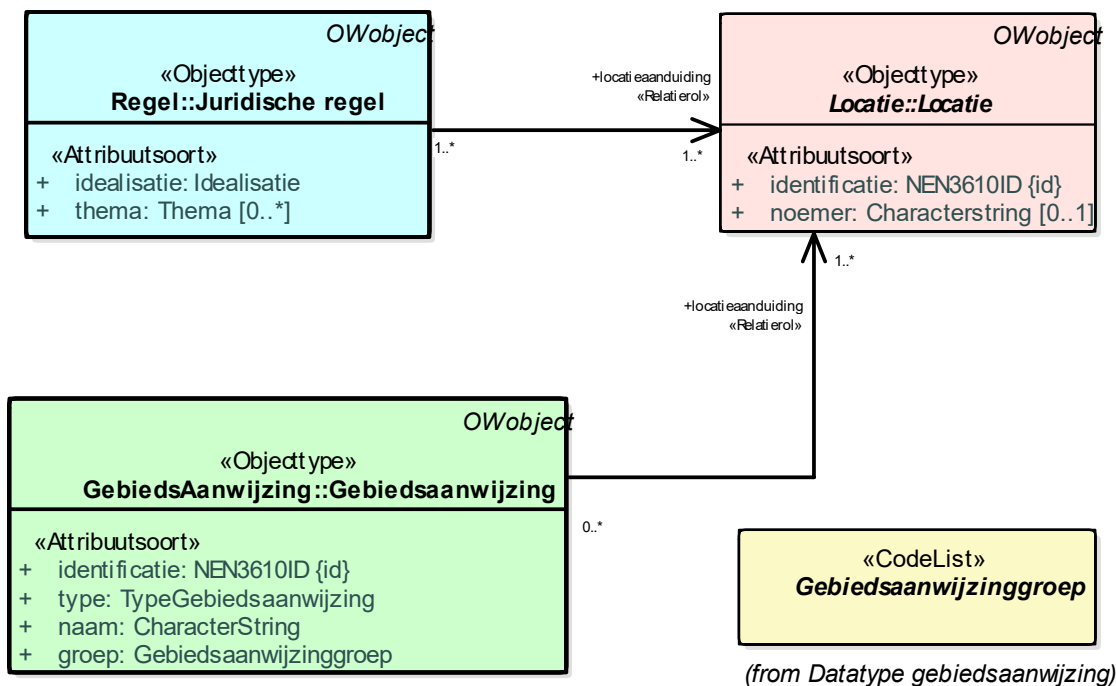 OWobject
«Objecttype»
Regel::Juridische regel
«Attribuutsoort»
+ idealisatie: Idealisatie
+ thema: Thema [0..*]
+locatieaanduiding
«Relatierol»
1..*
1..*
OWobject
«Objecttype»
Locatie::Locatie
«Attribuutsoort»
+ identificatie: NEN3610ID {id}
+ noemer: Characterstring [0..1]
1..*
+locatieaanduiding
«Relatierol»
OWobject
«Objecttype»
GebiedsAanwijzing::Gebiedsaanwijzing
«Attribuutsoort»
+ identificatie: NEN3610ID {id}
+ type: TypeGebiedsaanwijzing
+ naam: CharacterString
+ groep: Gebiedsaanwijzinggroep
0..*
«CodeList»
Gebiedsaanwijzinggroep
(from Datatype gebiedsaanwijzing)